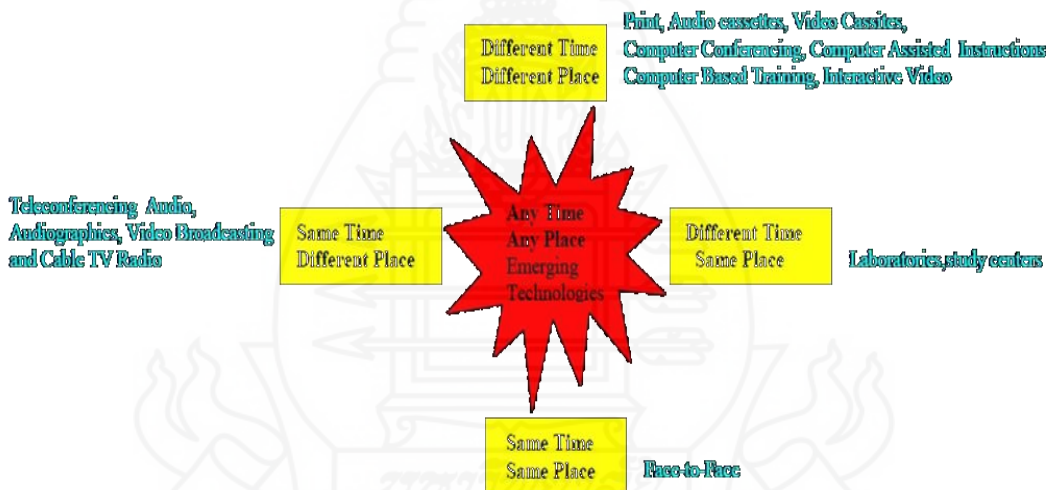 Different Time
Different Place
Print, Audio cassettes, Video Cassites,
Computer Conferencing, Computer Assisted Instructions
Computer Based Training, Interactive Video
Teleconferencing Audio,
Audiographics, Video Broadcasting
and Cable TV Radio
Same Time
Different Place
Any Time
Any Place
Emerging
Technologies
Different Time
Same Place
Laboratories,study centers
Same Time
Same Place
Face-to-Face